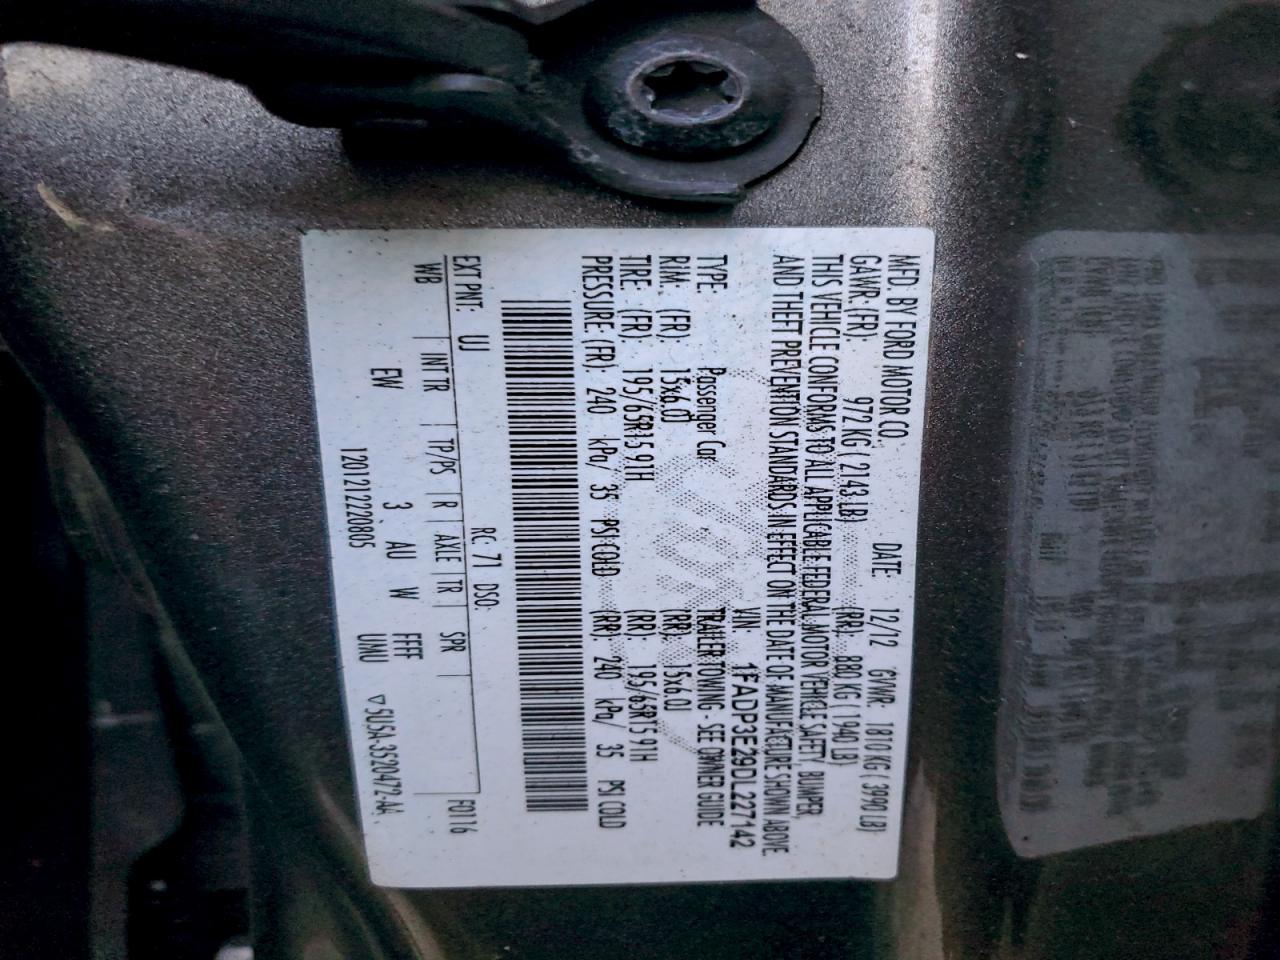 MFD. BY FORD MOTOR CO. DATE: 12/12 GVWR: 1810 KG ( 3990 LB)
GAWR: (FR): 972 KG ( 2143 LB) (RR): 880 KG ( 1940 LB)
THIS VEHICLE CONFORMS TO ALL APPLICABLE FEDERAL MOTOR VEHICLE SAFETY, BUMPER,
AND THEFT PREVENTION STANDARDS IN EFFECT ON THE DATE OF MANUFACTURE SHOWN ABOVE.
VIN: 1FADP3E29DL227142
TYPE: Passenger Car TRAILER TOWING - SEE OWNER GUIDE
RIM: (FR): 15x6.0J (RR): 15x6.0J
TIRE: (FR): 195/65R15 91H (RR): 195/65R15 91H
PRESSURE: (FR): 240 kPa/ 35 PSI COLD (RR): 240 kPa/ 35 PSI COLD
RC: 71 DSO: F0116
EXT PNT: UJ
WB INT TR TP/PS R AXLE TR SPR
EW 3 AU W FFFF
UMU ▽5U5A-3520472-AA
120121220805